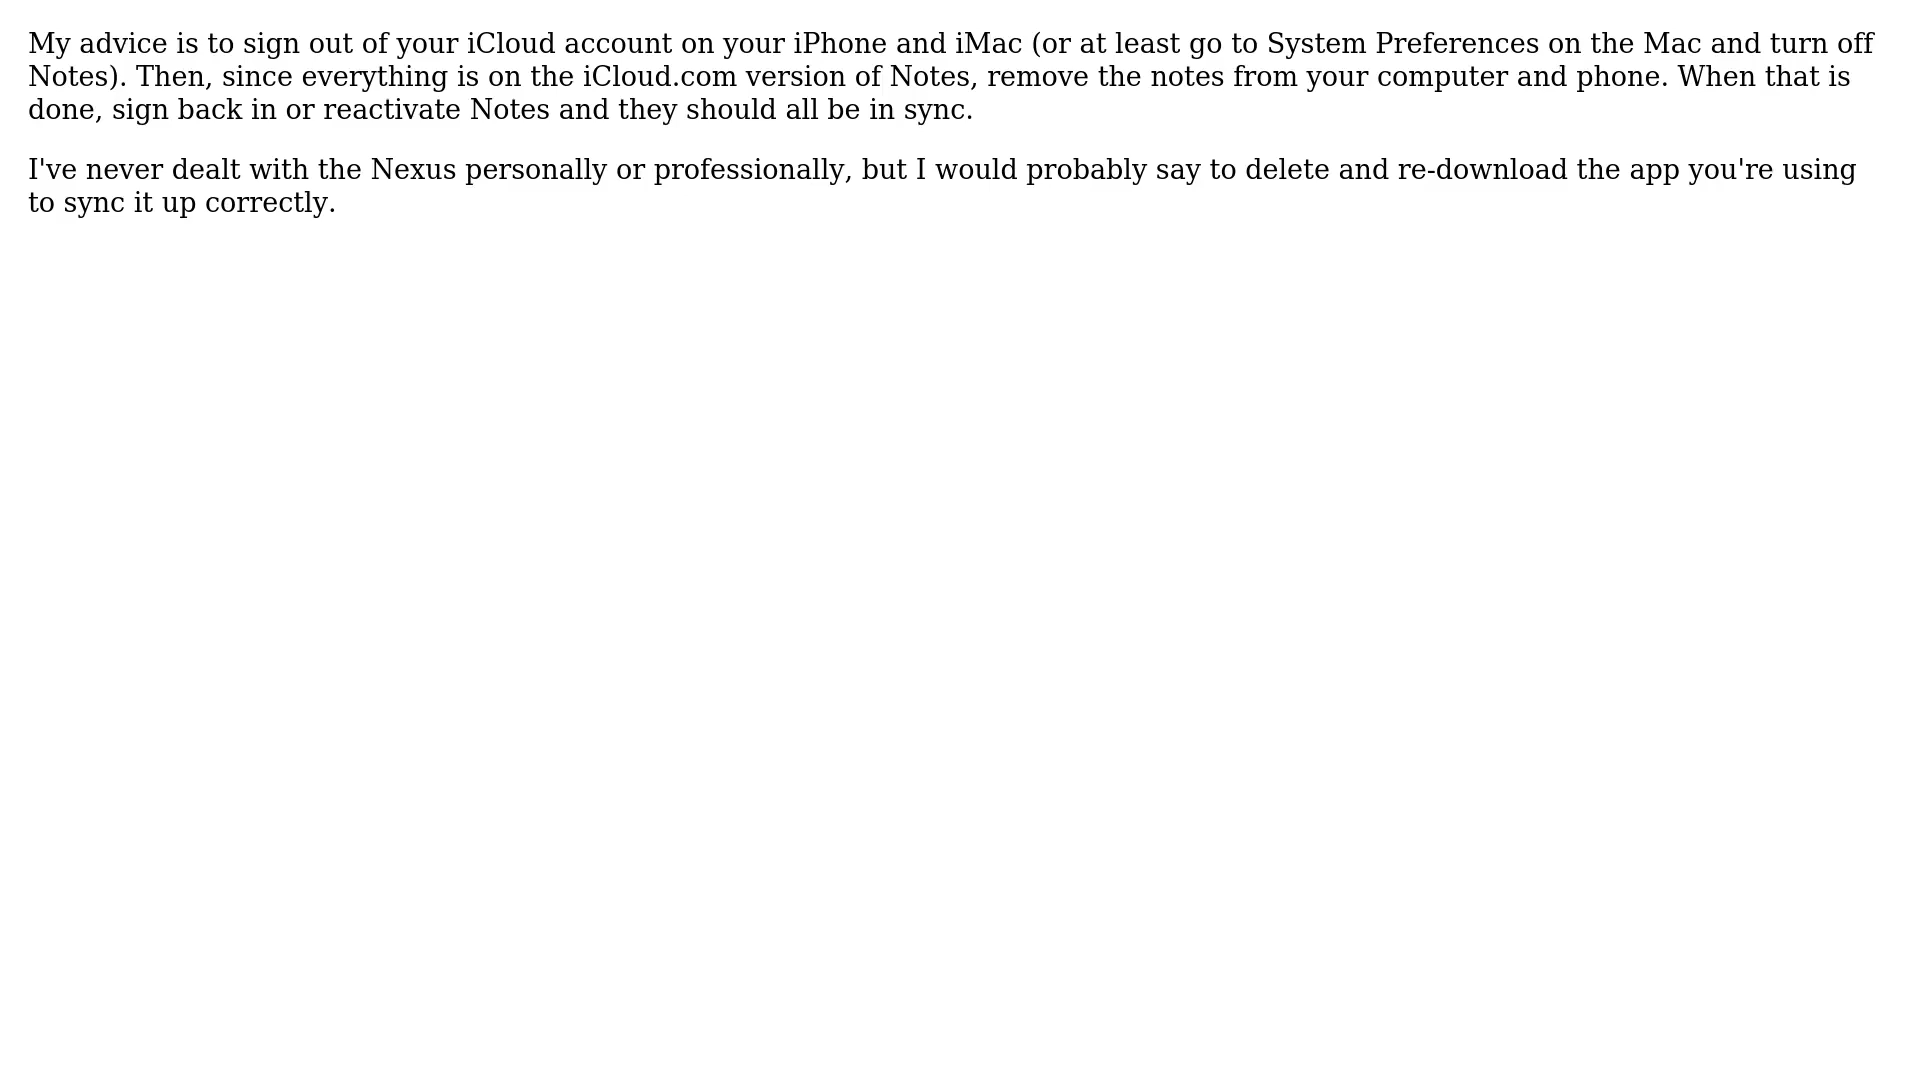 My advice is to sign out of your iCloud account on your iPhone and iMac (or at least go to System Preferences on the Mac and turn off
Notes). Then, since everything is on the iCloud.com version of Notes, remove the notes from your computer and phone. When that is
done, sign back in or reactivate Notes and they should all be in sync.
I've never dealt with the Nexus personally or professionally, but I would probably say to delete and re-download the app you're using
to sync it up correctly.